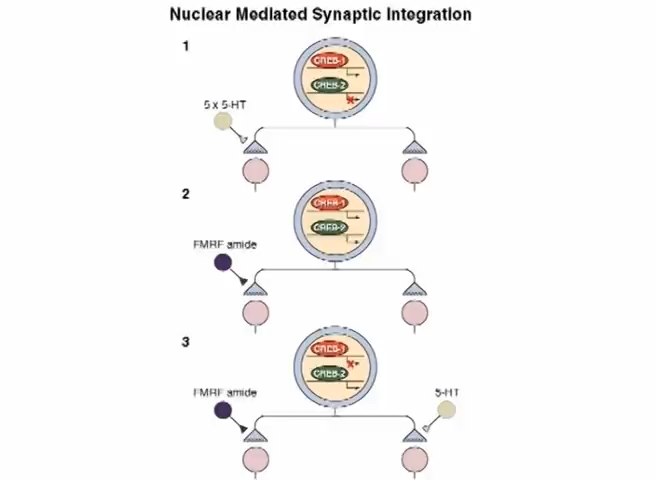 Nuclear Mediated Synaptic Integration
1
CREB-1
CREB-2
5 x 5-HT
2
CREB-1
CREB-2
FMRF amide
3
CREB-1
CREB-2
FMRF amide
5-HT